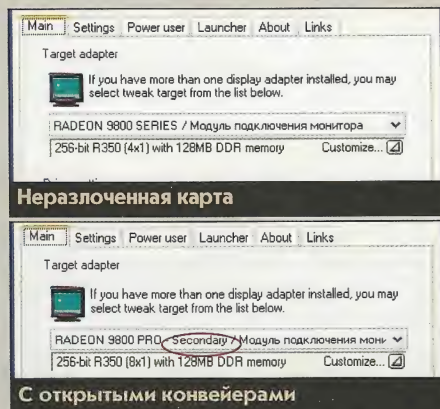 Main Settings Power user Launcher About Links
Target adapter
If you have more than one display adapter installed, you may
select tweak target from the list below.
RADEON 9800 SERIES / Модуль подключения монитора
256-bit R350 (4x1) with 128MB DDR memory Customize...
Неразлоченная карта
Main Settings Power user Launcher About Links
Target adapter
If you have more than one display adapter installed, you may
select tweak target from the list below.
RADEON 9800 PRO - Secondary / Модуль подключения мони
256-bit R350 (8x1) with 128MB DDR memory Customize...
С открытыми конвейерами